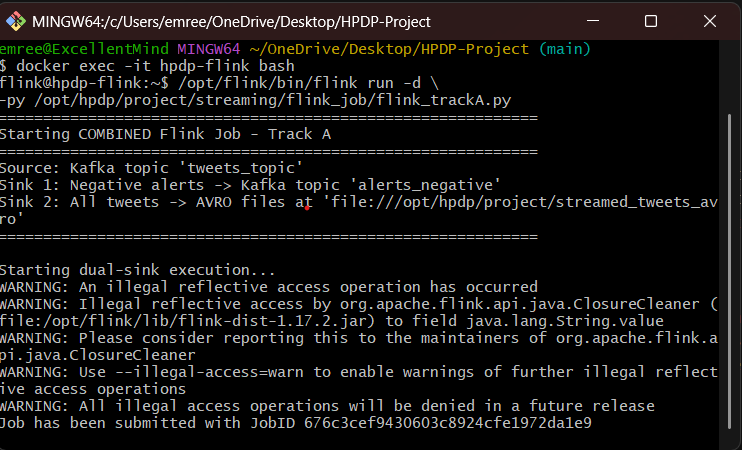 MINGW64:/c/Users/emree/OneDrive/Desktop/HPDP-Project
emree@ExcellentMind MINGW64 ~/OneDrive/Desktop/HPDP-Project (main)
$ docker exec -it hpdp-flink bash
flink@hpdp-flink:~$ /opt/flink/bin/flink run -d \
-py /opt/hpdp/project/streaming/flink_job/flink_trackA.py
============================================================
Starting COMBINED Flink Job - Track A
============================================================
Source: Kafka topic 'tweets_topic'
Sink 1: Negative alerts -> Kafka topic 'alerts_negative'
Sink 2: All tweets -> AVRO files at 'file:///opt/hpdp/project/streamed_tweets_av
ro'
============================================================
Starting dual-sink execution...
WARNING: An illegal reflective access operation has occurred
WARNING: Illegal reflective access by org.apache.flink.api.java.ClosureCleaner (
file:/opt/flink/lib/flink-dist-1.17.2.jar) to field java.lang.String.value
WARNING: Please consider reporting this to the maintainers of org.apache.flink.a
pi.java.ClosureCleaner
WARNING: Use --illegal-access=warn to enable warnings of further illegal reflect
ive access operations
WARNING: All illegal access operations will be denied in a future release
Job has been submitted with JobID 676c3cef9430603c8924cfe1972da1e9